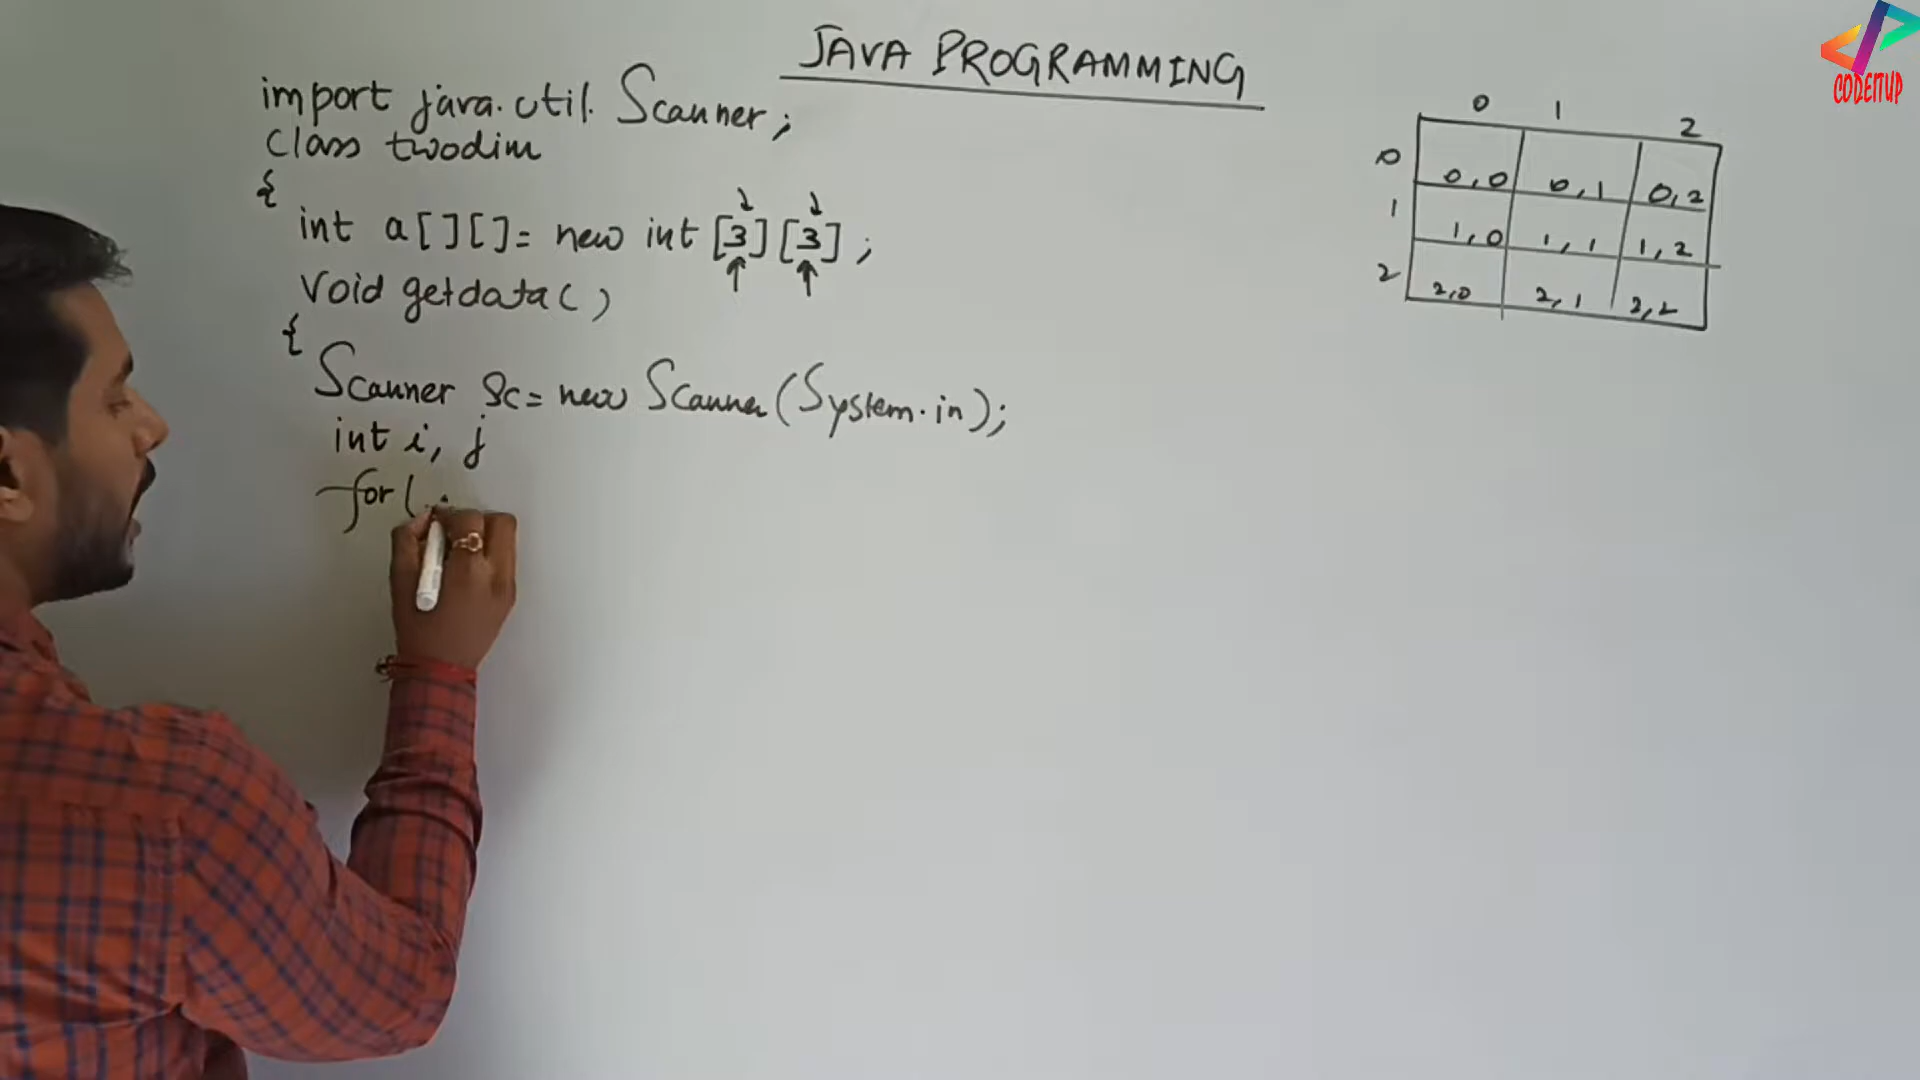 JAVA PROGRAMMING
import java.util.Scanner;
class twodim
{
int a[][]= new int [3][3];
void getdata()
{
Scanner sc= new Scanner(System.in);
int i, j
for(
0 1 2
0 0,0 0,1 0,2
1 1,0 1,1 1,2
2 2,0 2,1 2,2
CODEITUP